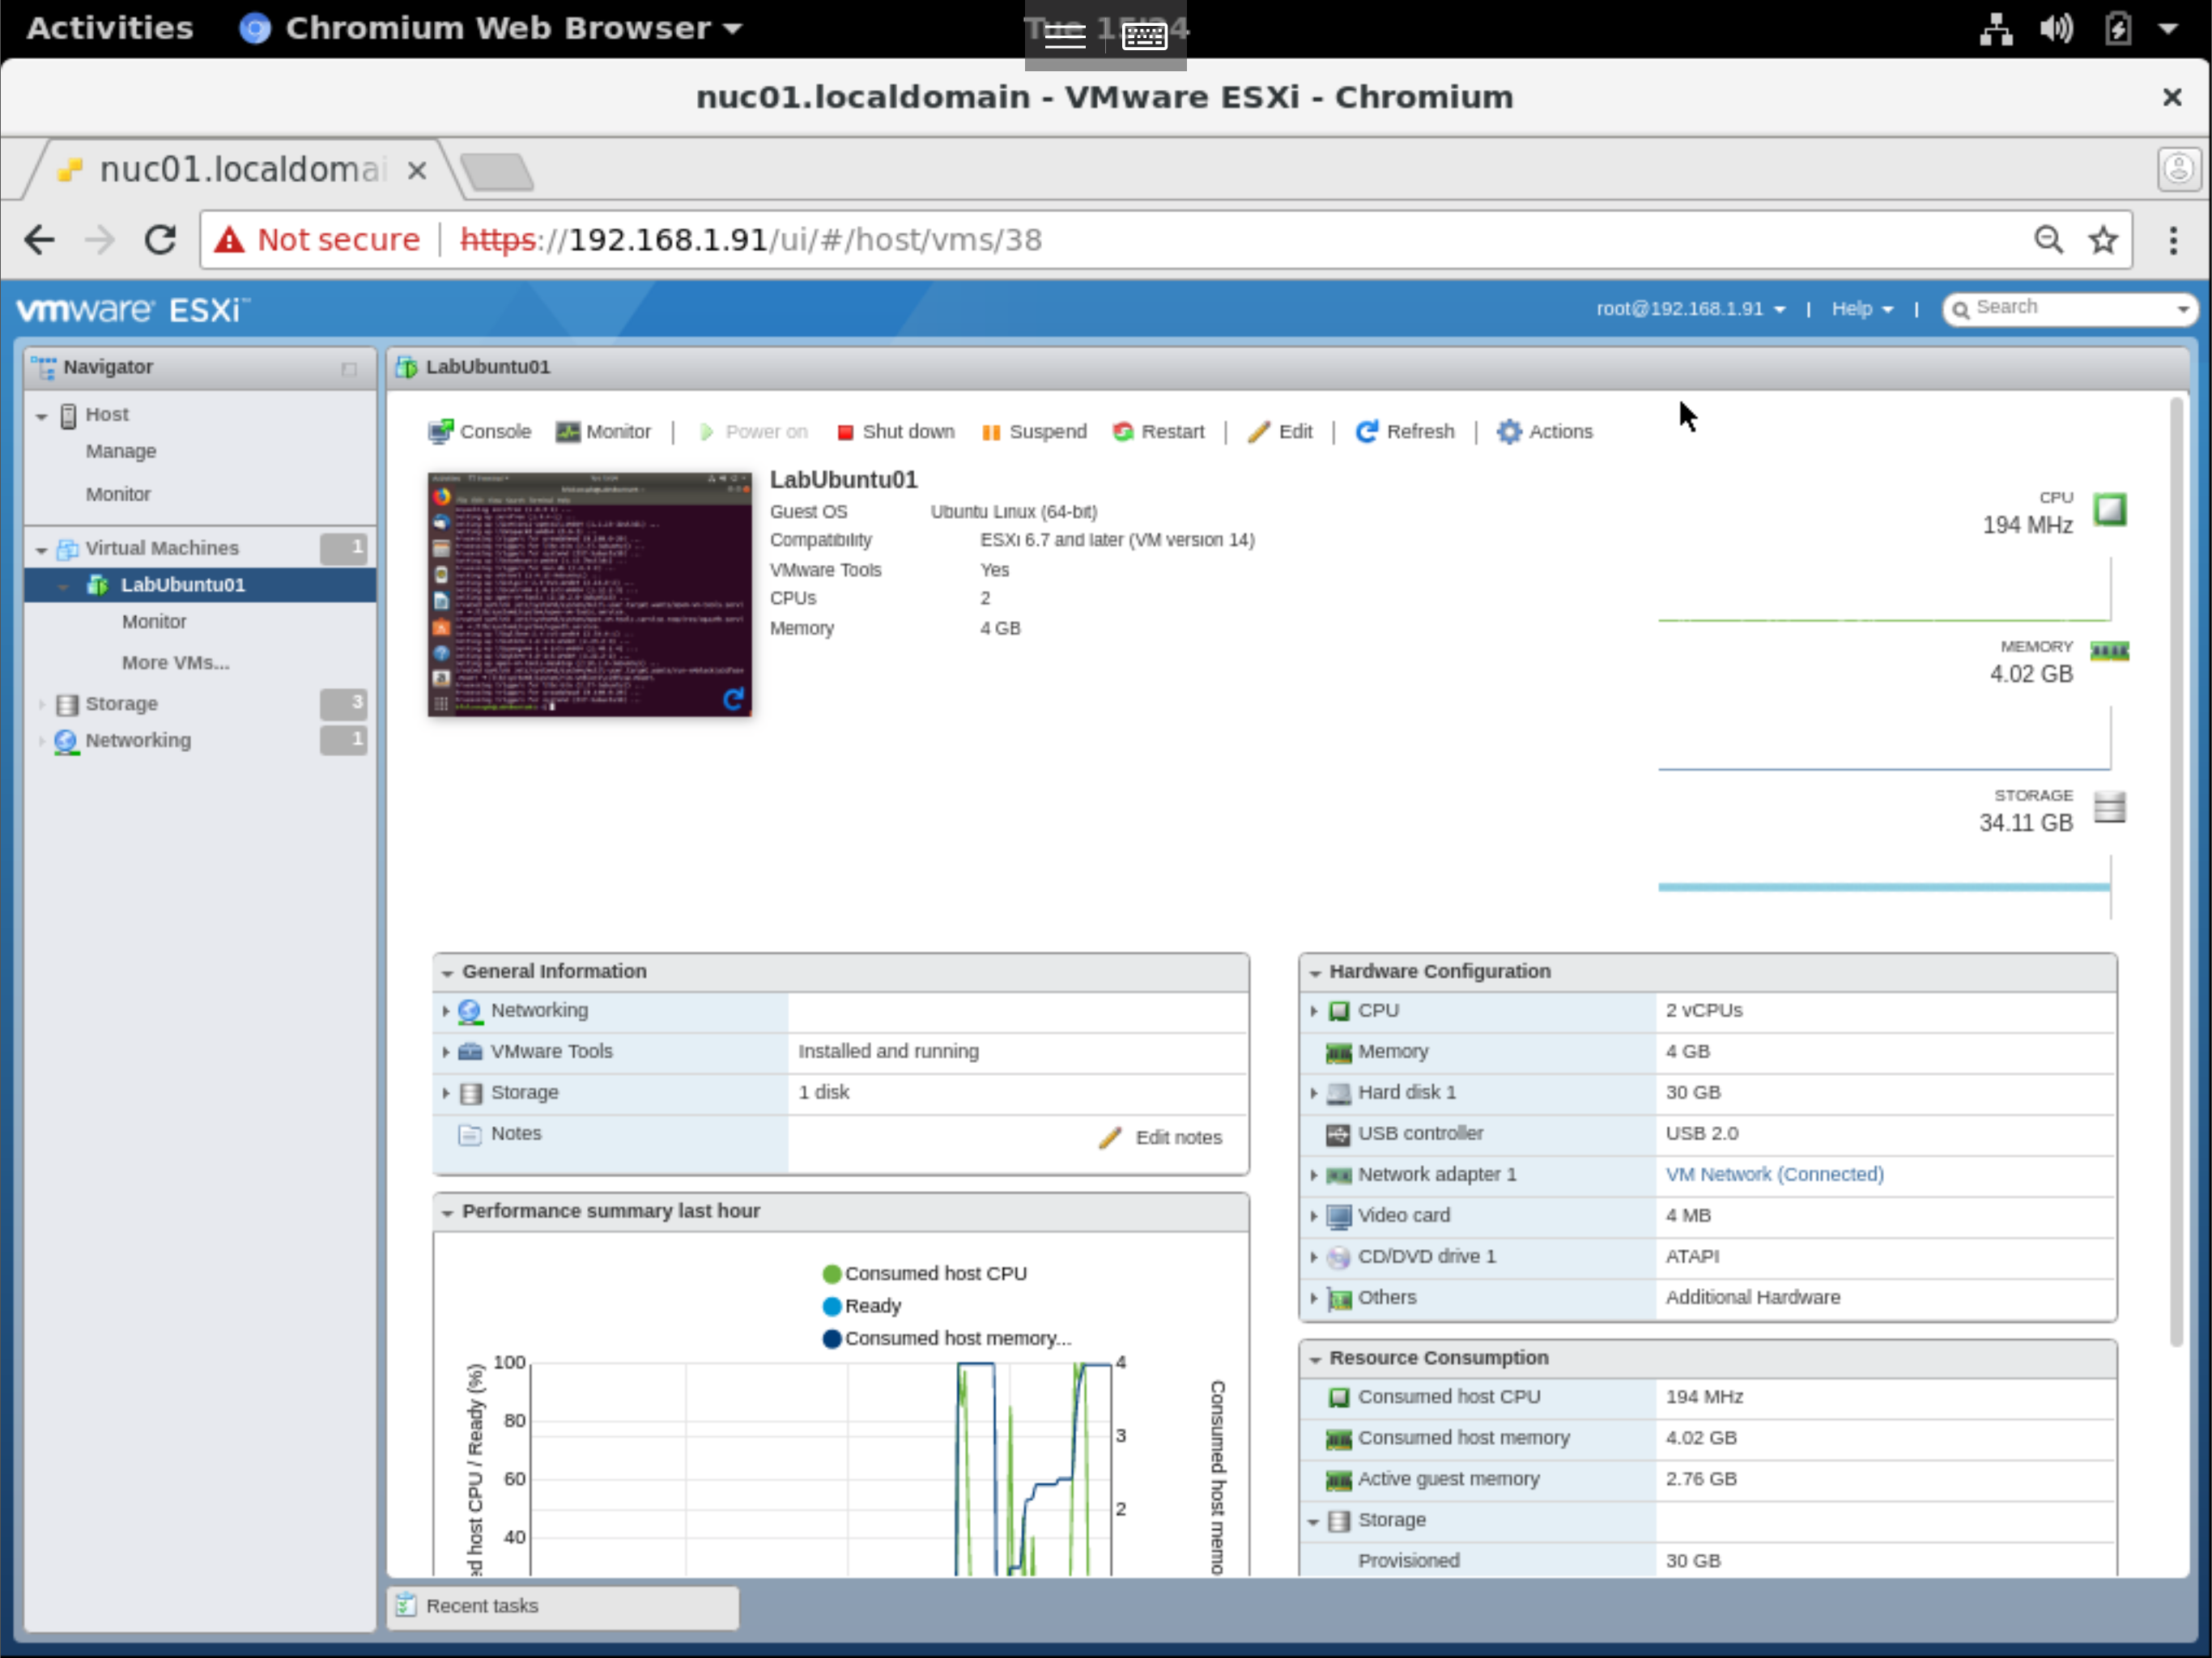 Activities Chromium Web Browser Tue 15 24
nuc01.localdomain - VMware ESXi - Chromium
nuc01.localdomai
Not secure https://192.168.1.91/ui/#/host/vms/38
vmware ESXi root@192.168.1.91 | Help | Search
Navigator
Host
Manage
Monitor
Virtual Machines 1
LabUbuntu01
Monitor
More VMs...
Storage 3
Networking 1
LabUbuntu01
Console Monitor | Power on Shut down Suspend Restart | Edit | Refresh | Actions
LabUbuntu01
Guest OS Ubuntu Linux (64-bit)
Compatibility ESXi 6.7 and later (VM version 14)
VMware Tools Yes
CPUs 2
Memory 4 GB
CPU
194 MHz
MEMORY
4.02 GB
STORAGE
34.11 GB
General Information
Networking
VMware Tools Installed and running
Storage 1 disk
Notes Edit notes
Performance summary last hour
Consumed host CPU
Ready
Consumed host memory...
100
80
60
40
ed host CPU / Ready (%)
4
3
2
Consumed host memo
Hardware Configuration
CPU 2 vCPUs
Memory 4 GB
Hard disk 1 30 GB
USB controller USB 2.0
Network adapter 1 VM Network (Connected)
Video card 4 MB
CD/DVD drive 1 ATAPI
Others Additional Hardware
Resource Consumption
Consumed host CPU 194 MHz
Consumed host memory 4.02 GB
Active guest memory 2.76 GB
Storage
Provisioned 30 GB
Recent tasks